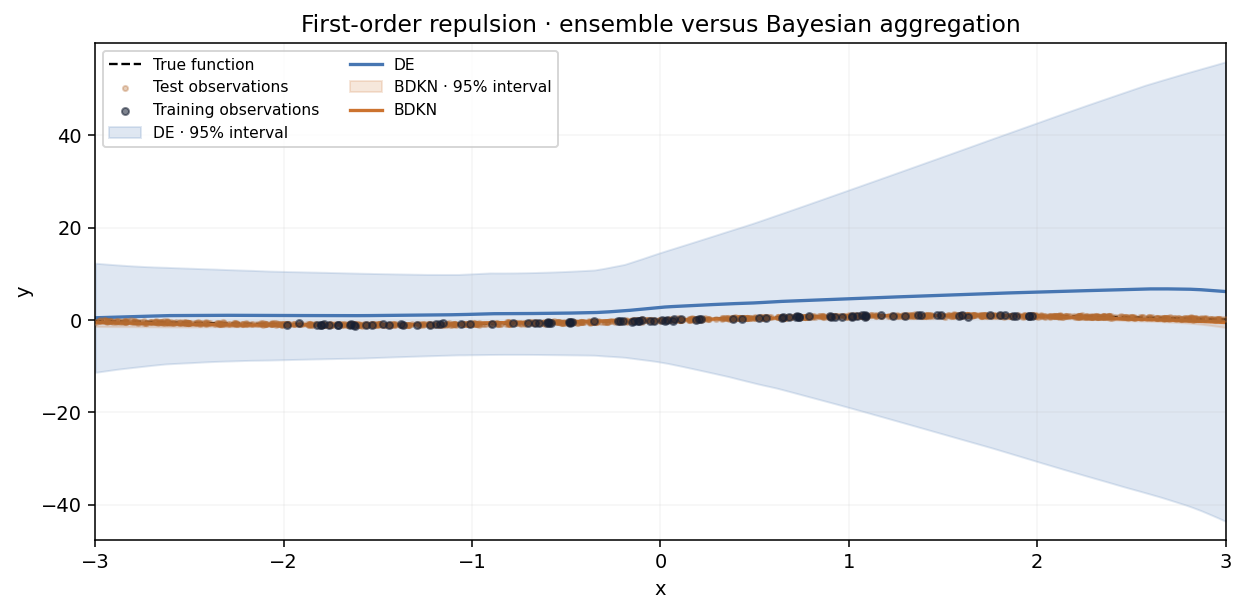 First-order repulsion · ensemble versus Bayesian aggregation
True function
Test observations
Training observations
DE · 95% interval
DE
BDKN · 95% interval
BDKN
y
40
20
0
−20
−40
−3
−2
−1
0
1
2
3
x